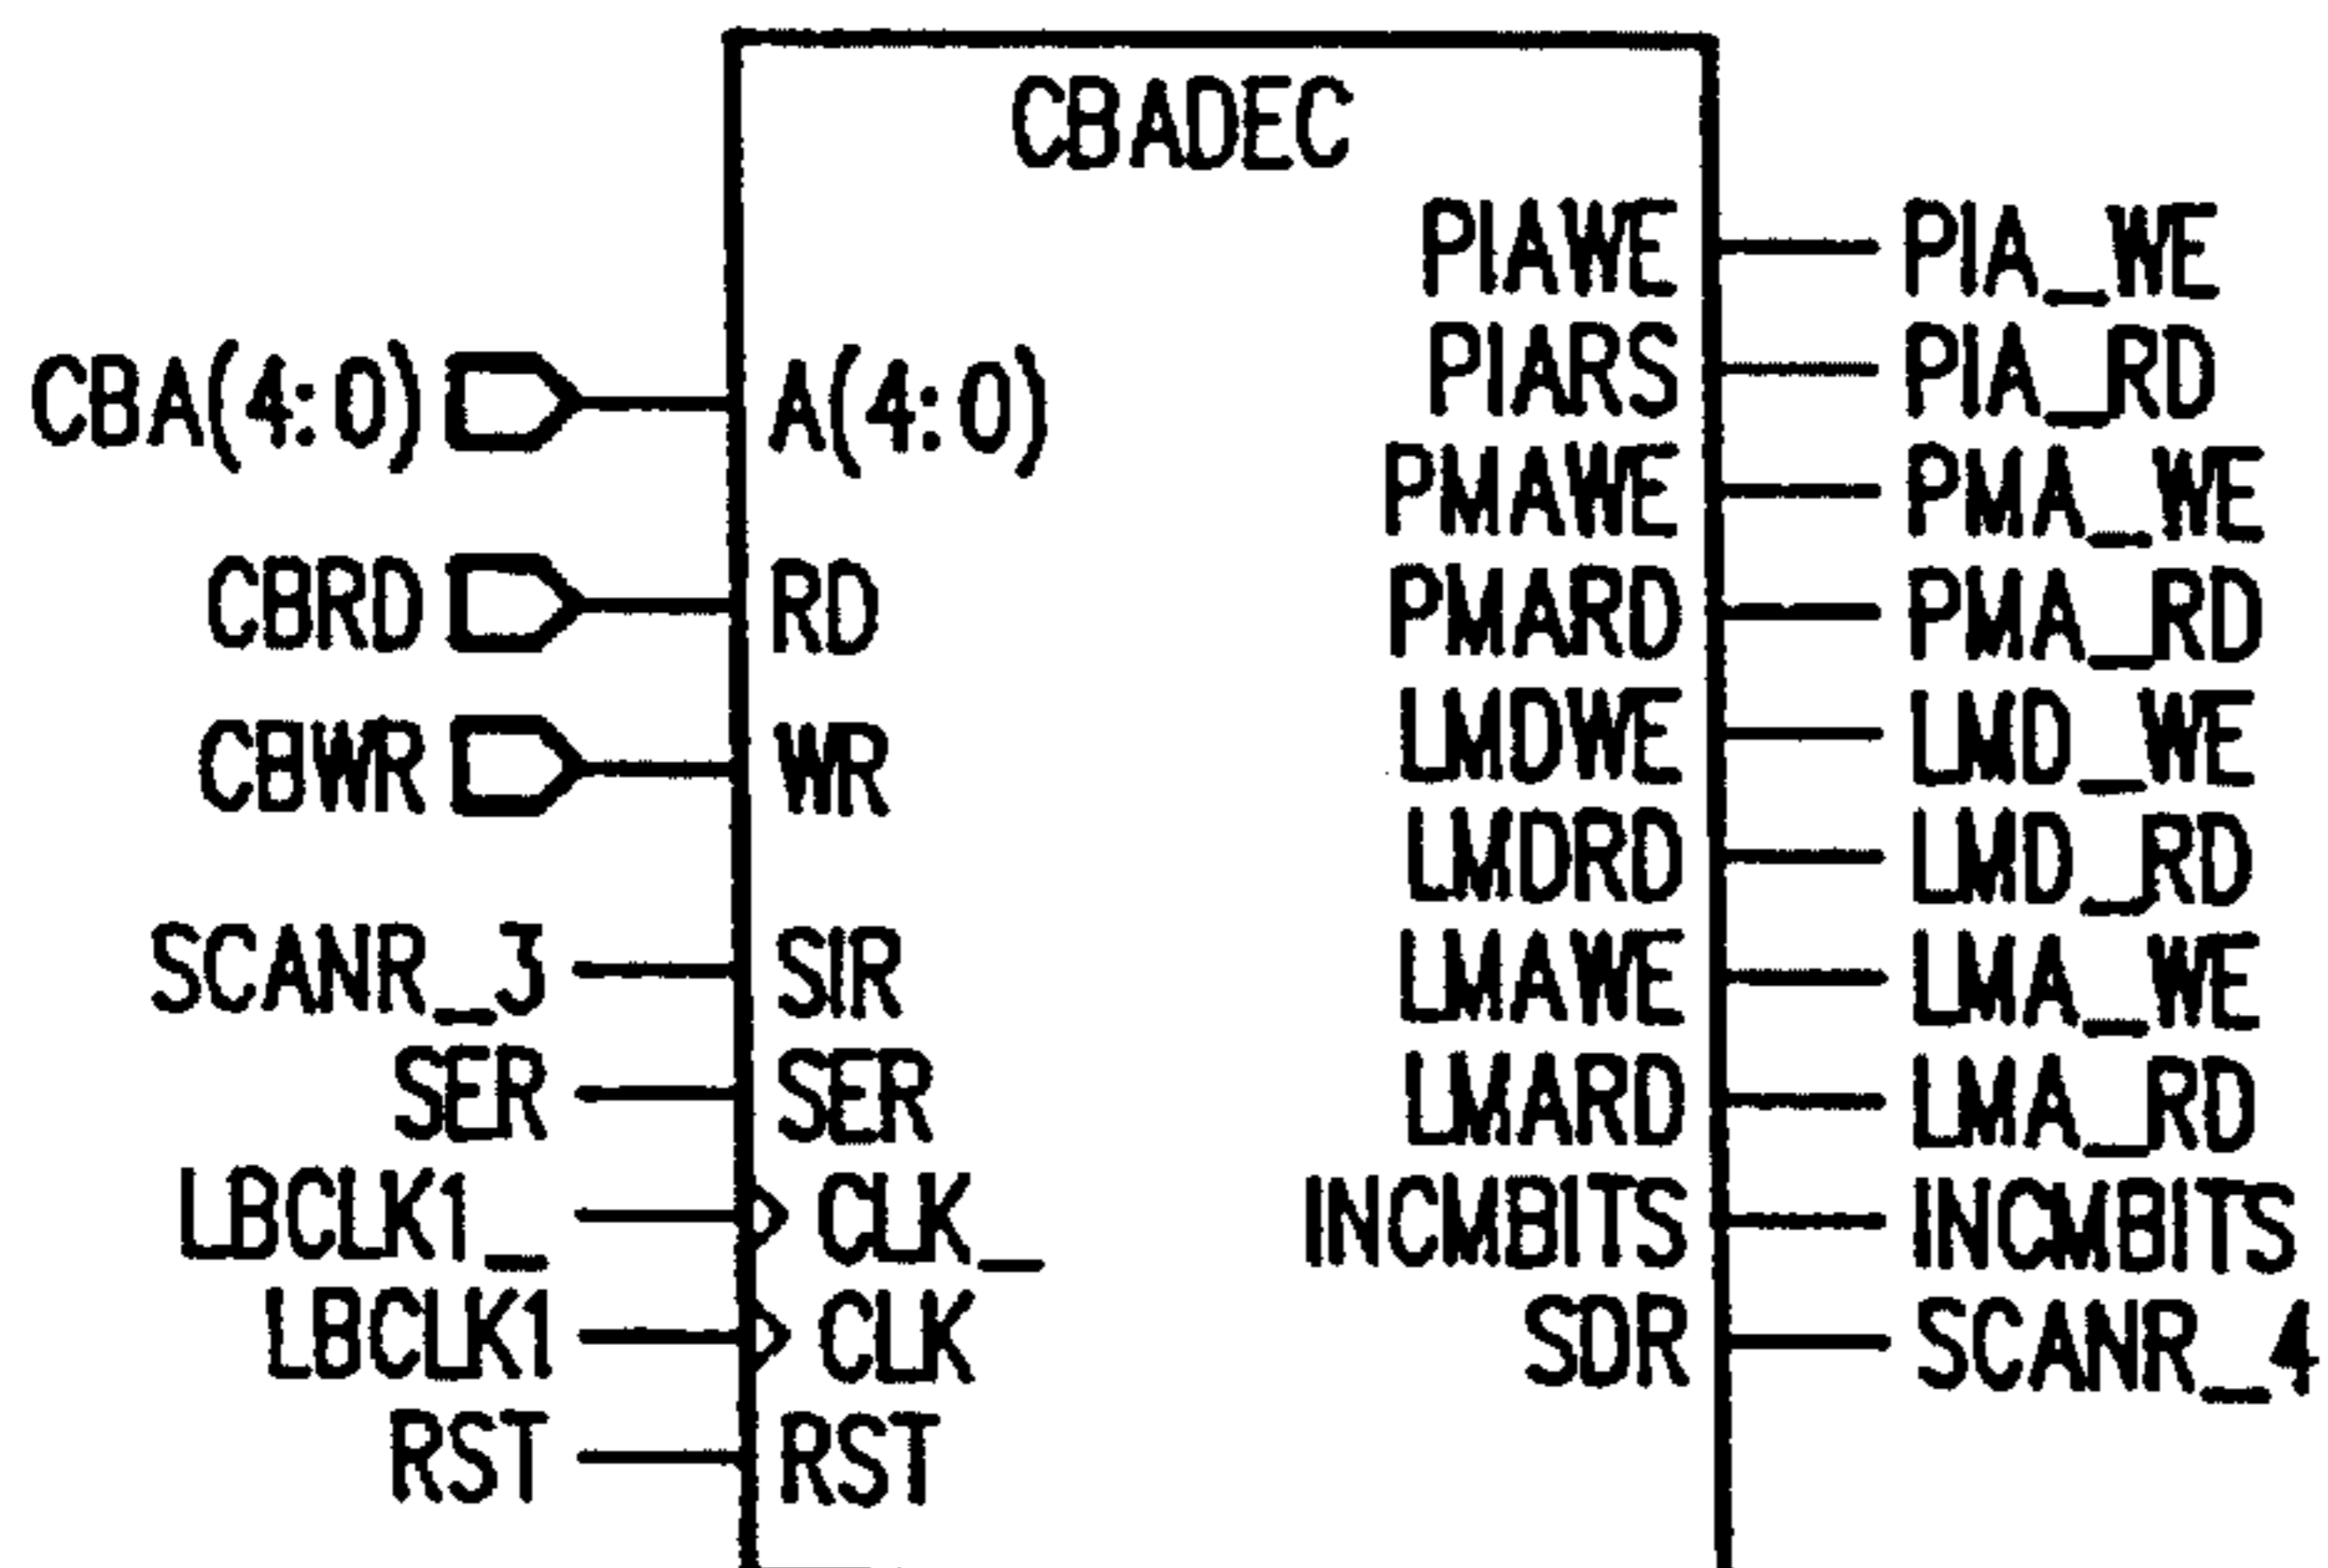 CBADEC
PIAWE PIA_WE
PIARS PIA_RD
CBA(4:0) A(4:0)
PMAWE PMA_WE
CBRD RD PMARD PMA_RD
LMDWE LMD_WE
CBWR WR
LMDRD LMD_RD
SCANR_3 SIR LMAWE LMA_WE
SER SER LMARD LMA_RD
LBCLK1_ CLK_ INCMBITS INCMBITS
LBCLK1 CLK SOR SCANR_4
RST RST